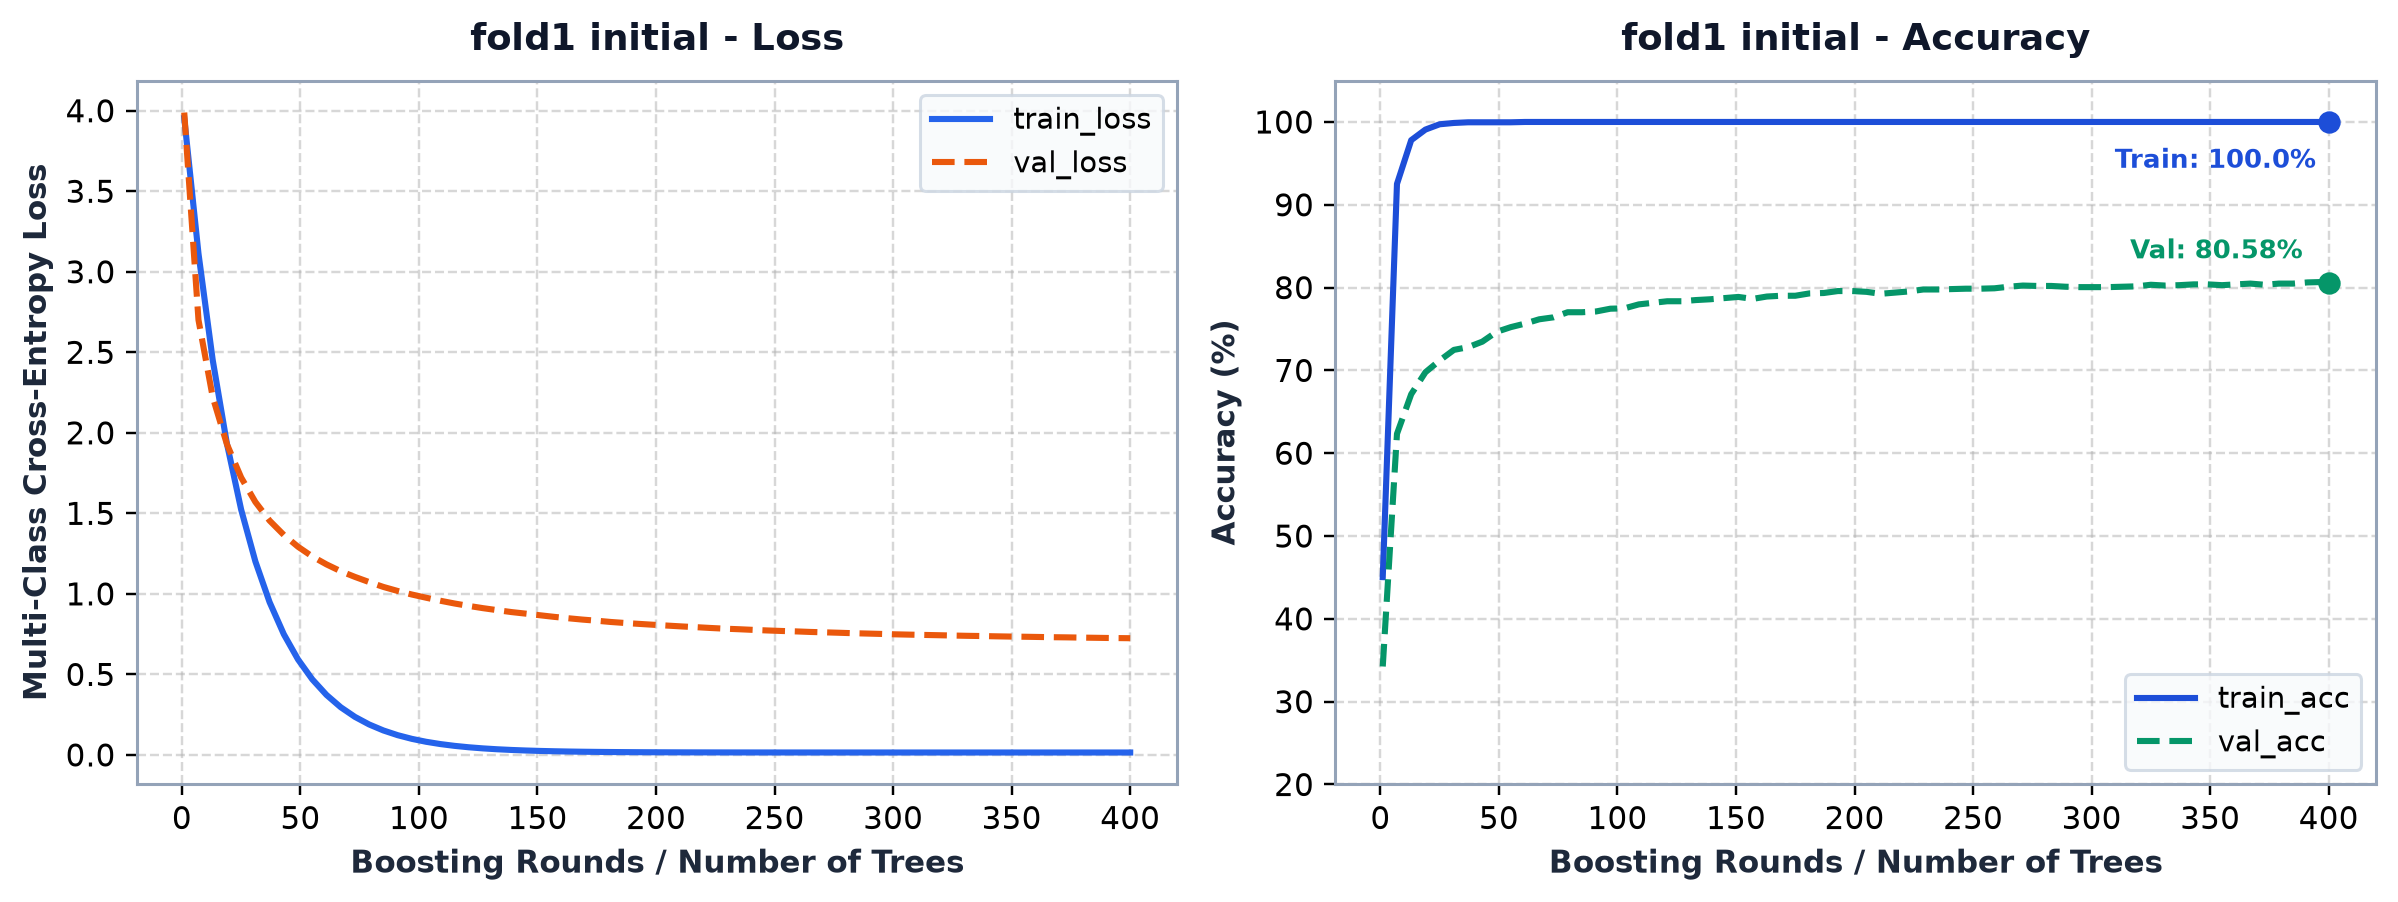 fold1 initial - Loss
Multi-Class Cross-Entropy Loss
4.0
3.5
3.0
2.5
2.0
1.5
1.0
0.5
0.0
train_loss
val_loss
0 50 100 150 200 250 300 350 400
Boosting Rounds / Number of Trees
fold1 initial - Accuracy
Accuracy (%)
100
90
80
70
60
50
40
30
20
Train: 100.0%
Val: 80.58%
train_acc
val_acc
0 50 100 150 200 250 300 350 400
Boosting Rounds / Number of Trees